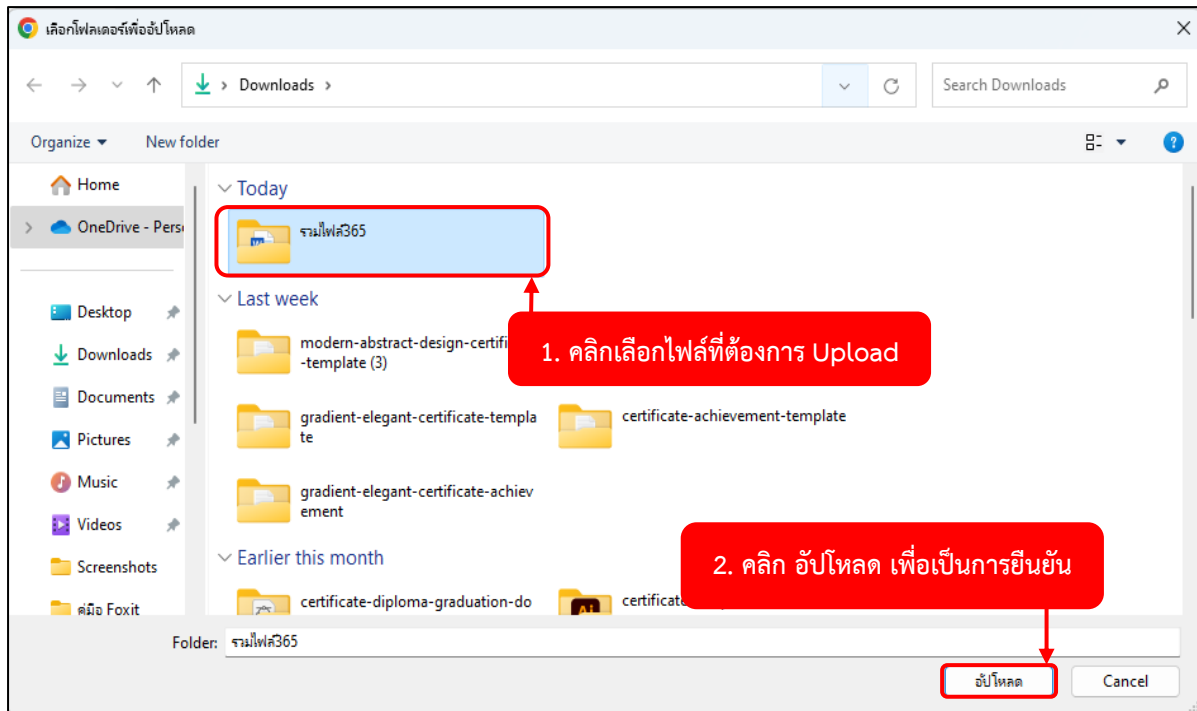 เลือกโฟลเดอร์เพื่ออัปโหลด
Downloads
Search Downloads
Organize
New folder
Home
OneDrive - Pers
Desktop
Downloads
Documents
Pictures
Music
Videos
Screenshots
คู่มือ Foxit
Today
รวมไฟล์365
Last week
modern-abstract-design-certifi
-template (3)
1. คลิกเลือกไฟล์ที่ต้องการ Upload
gradient-elegant-certificate-templa
te
certificate-achievement-template
gradient-elegant-certificate-achiev
ement
Earlier this month
2. คลิก อัปโหลด เพื่อเป็นการยืนยัน
certificate-diploma-graduation-do
certificat
Ai
Folder:
รวมไฟล์365
อัปโหลด
Cancel